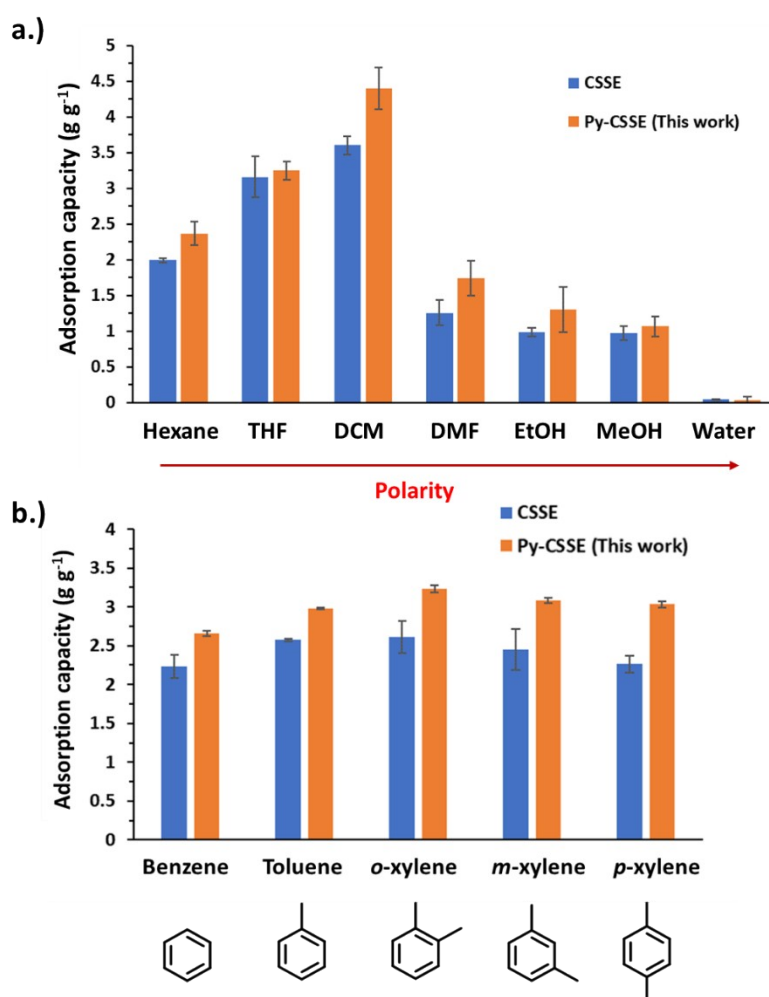 a.)
5
4.5
4
3.5
3
2.5
2
1.5
1
0.5
0
Adsorption capacity (g g⁻¹)
CSSE
Py-CSSE (This work)
Hexane THF DCM DMF EtOH MeOH Water
Polarity
b.)
4
3.5
3
2.5
2
1.5
1
0.5
0
Adsorption capacity (g g⁻¹)
CSSE
Py-CSSE (This work)
Benzene Toluene o-xylene m-xylene p-xylene